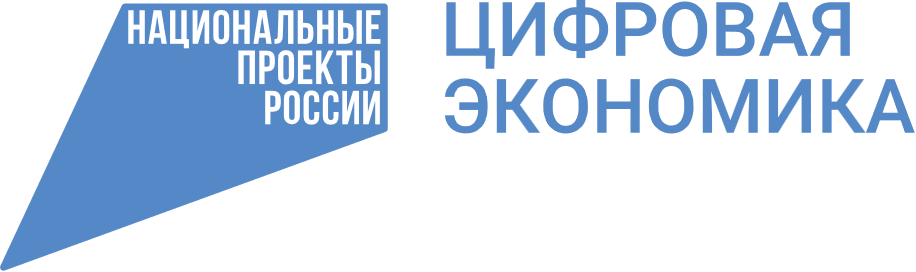 НАЦИОНАЛЬНЫЕ
ПРОЕКТЫ
РОССИИ
ЦИФРОВАЯ
ЭКОНОМИКА